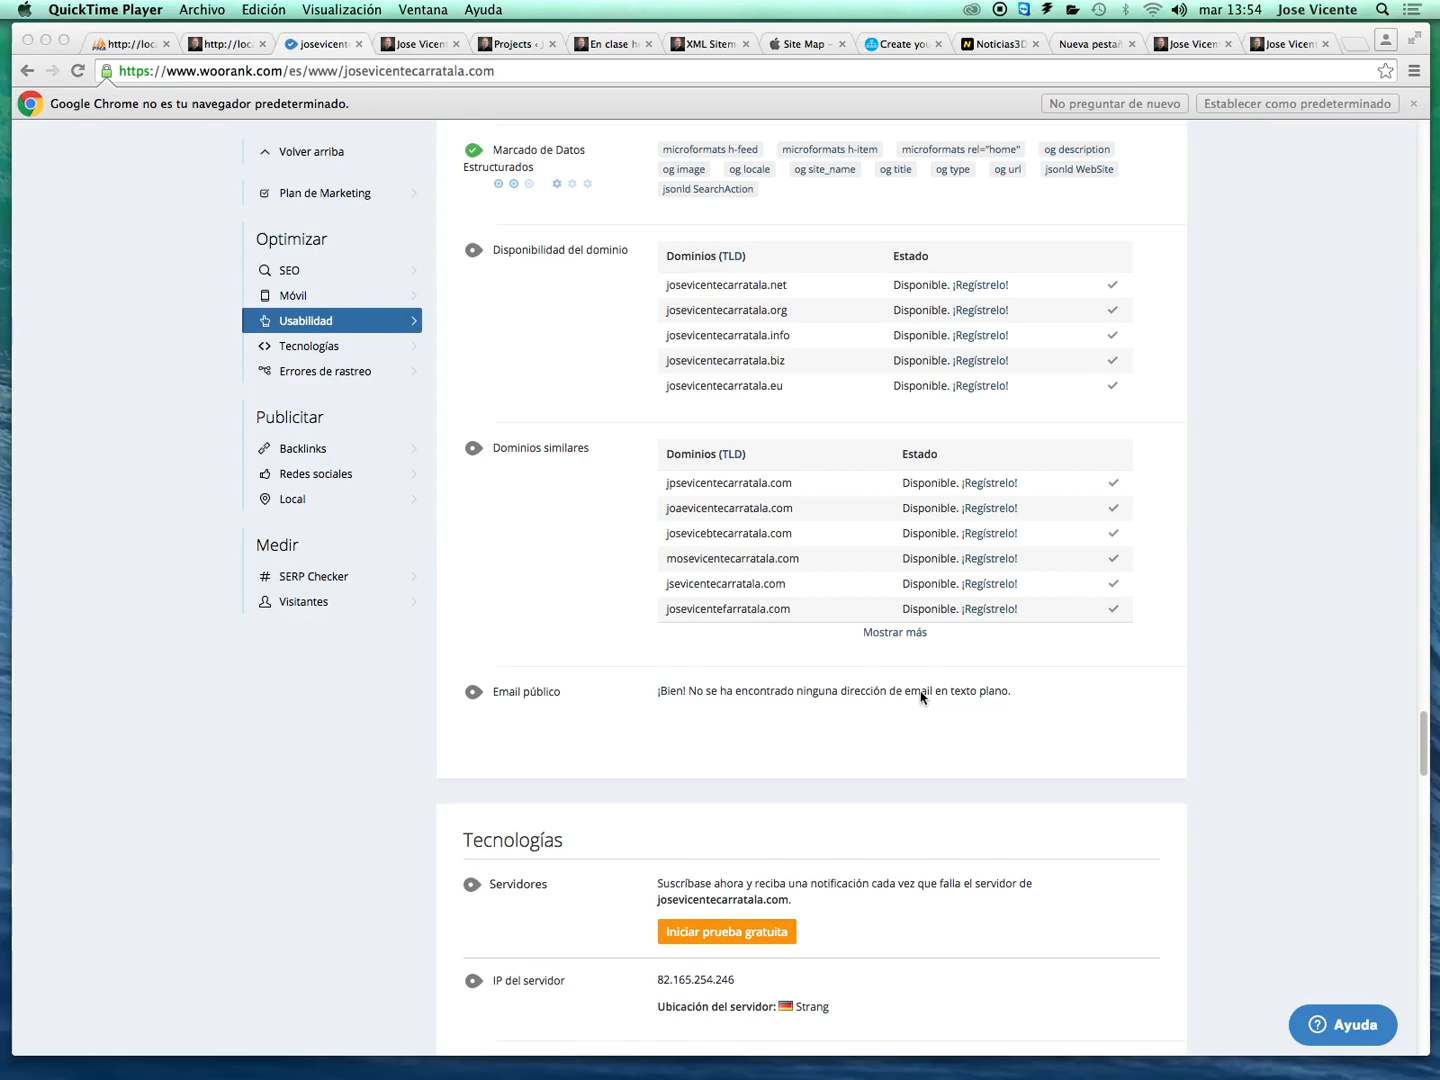 QuickTime Player Archivo Edición Visualización Ventana Ayuda mar 13:54 Jose Vicente
http://loc http://loc josevicent Jose Vicen Projects En clase h XML Sitem Site Map – Create you Noticias3D Nueva pestañ Jose Vicen Jose Vicen
https://www.woorank.com/es/www/josevicentecarratala.com
Google Chrome no es tu navegador predeterminado. No preguntar de nuevo Establecer como predeterminado
Volver arriba
Plan de Marketing
Optimizar
SEO
Móvil
Usabilidad
Tecnologías
Errores de rastreo
Publicitar
Backlinks
Redes sociales
Local
Medir
SERP Checker
Visitantes
Marcado de Datos
Estructurados
microformats h-feed microformats h-item microformats rel="home" og description
og image og locale og site_name og title og type og url jsonld WebSite
jsonld SearchAction
Disponibilidad del dominio
Dominios (TLD) Estado
josevicentecarratala.net Disponible. ¡Regístrelo!
josevicentecarratala.org Disponible. ¡Regístrelo!
josevicentecarratala.info Disponible. ¡Regístrelo!
josevicentecarratala.biz Disponible. ¡Regístrelo!
josevicentecarratala.eu Disponible. ¡Regístrelo!
Dominios similares
Dominios (TLD) Estado
jpsevicentecarratala.com Disponible. ¡Regístrelo!
joaevicentecarratala.com Disponible. ¡Regístrelo!
josevicebtecarratala.com Disponible. ¡Regístrelo!
mosevicentecarratala.com Disponible. ¡Regístrelo!
jsevicentecarratala.com Disponible. ¡Regístrelo!
josevicentefarratala.com Disponible. ¡Regístrelo!
Mostrar más
Email público ¡Bien! No se ha encontrado ninguna dirección de email en texto plano.
Tecnologías
Servidores Suscríbase ahora y reciba una notificación cada vez que falla el servidor de
josevicentecarratala.com.
Iniciar prueba gratuita
IP del servidor 82.165.254.246
Ubicación del servidor: Strang
Ayuda